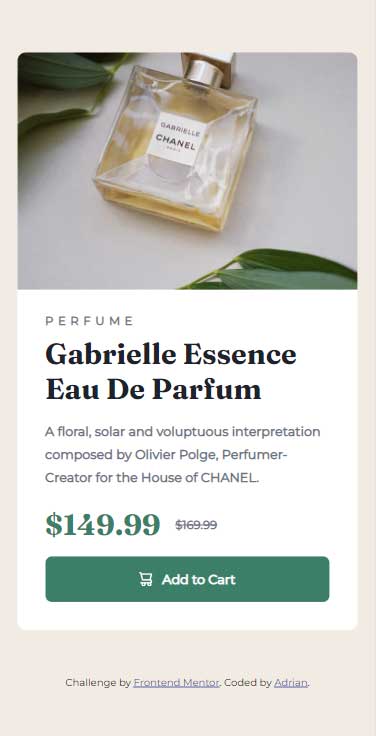 GABRIELLE
CHANEL
PARIS
PERFUME
Gabrielle Essence
Eau De Parfum
A floral, solar and voluptuous interpretation
composed by Olivier Polge, Perfumer-
Creator for the House of CHANEL.
$149.99 $169.99
Add to Cart
Challenge by Frontend Mentor. Coded by Adrian.